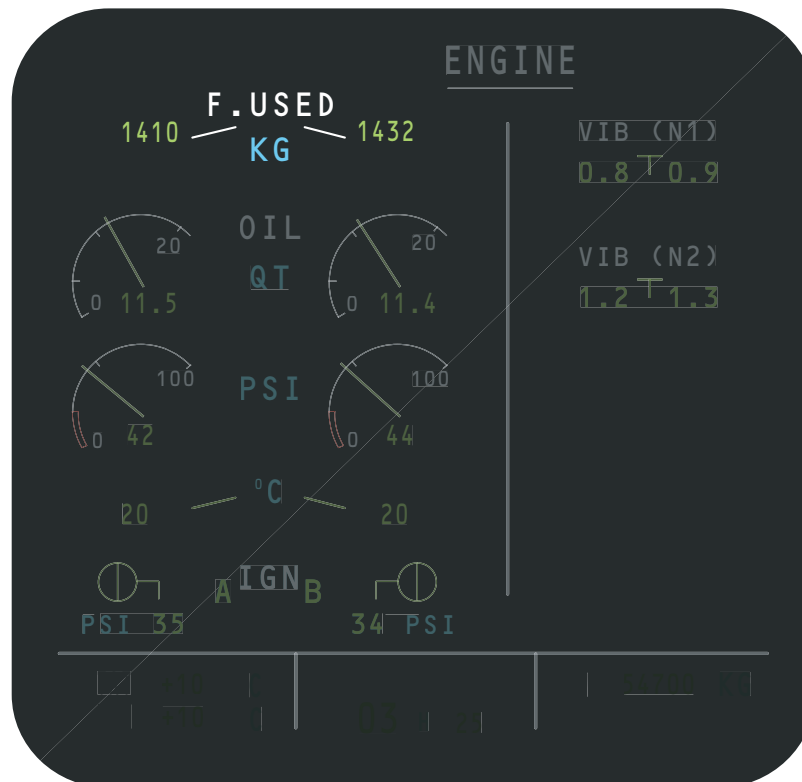 ENGINE
F.USED
1410 1432
KG
VIB (N1)
0.8 0.9
OIL
20 20
QT
0 11.5 0 11.4
VIB (N2)
1.2 1.3
100 100
PSI
0 42 0 44
°C
20 20
IGN
A B
PSI 35 34 PSI